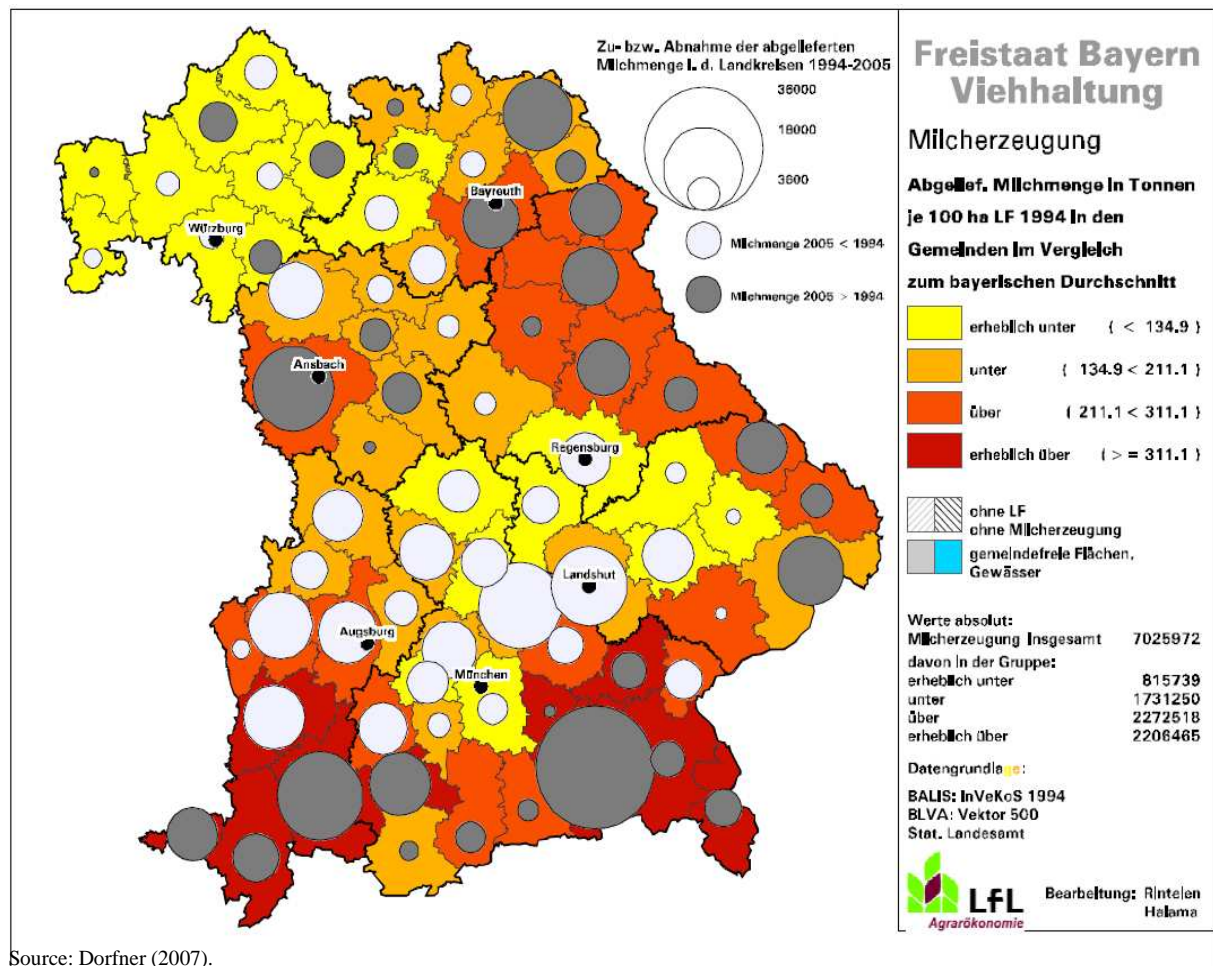 Zu- bzw. Abnahme der abgelieferten
Milchmenge i. d. Landkreisen 1994-2005
36000
18000
3600
Milchmenge 2005 < 1994
Milchmenge 2005 > 1994
Bayreuth
Würzburg
Ansbach
Regensburg
Landshut
Augsburg
München
Freistaat Bayern
Viehhaltung
Milcherzeugung
Abgelief. Milchmenge in Tonnen
je 100 ha LF 1994 in den
Gemeinden im Vergleich
zum bayerischen Durchschnitt
erheblich unter ( < 134.9 )
unter ( 134.9 < 211.1 )
über ( 211.1 < 311.1 )
erheblich über ( > = 311.1 )
ohne LF
ohne Milcherzeugung
gemeindefreie Flächen,
Gewässer
Werte absolut:
Milcherzeugung insgesamt 7025972
davon in der Gruppe:
erheblich unter 815739
unter 1731250
über 2272518
erheblich über 2206465
Datengrundlage:
BALIS: InVeKoS 1994
BLVA: Vektor 500
Stat. Landesamt
LfL
Agrarökonomie
Bearbeitung: Rintelen
Halama
Source: Dorfner (2007).